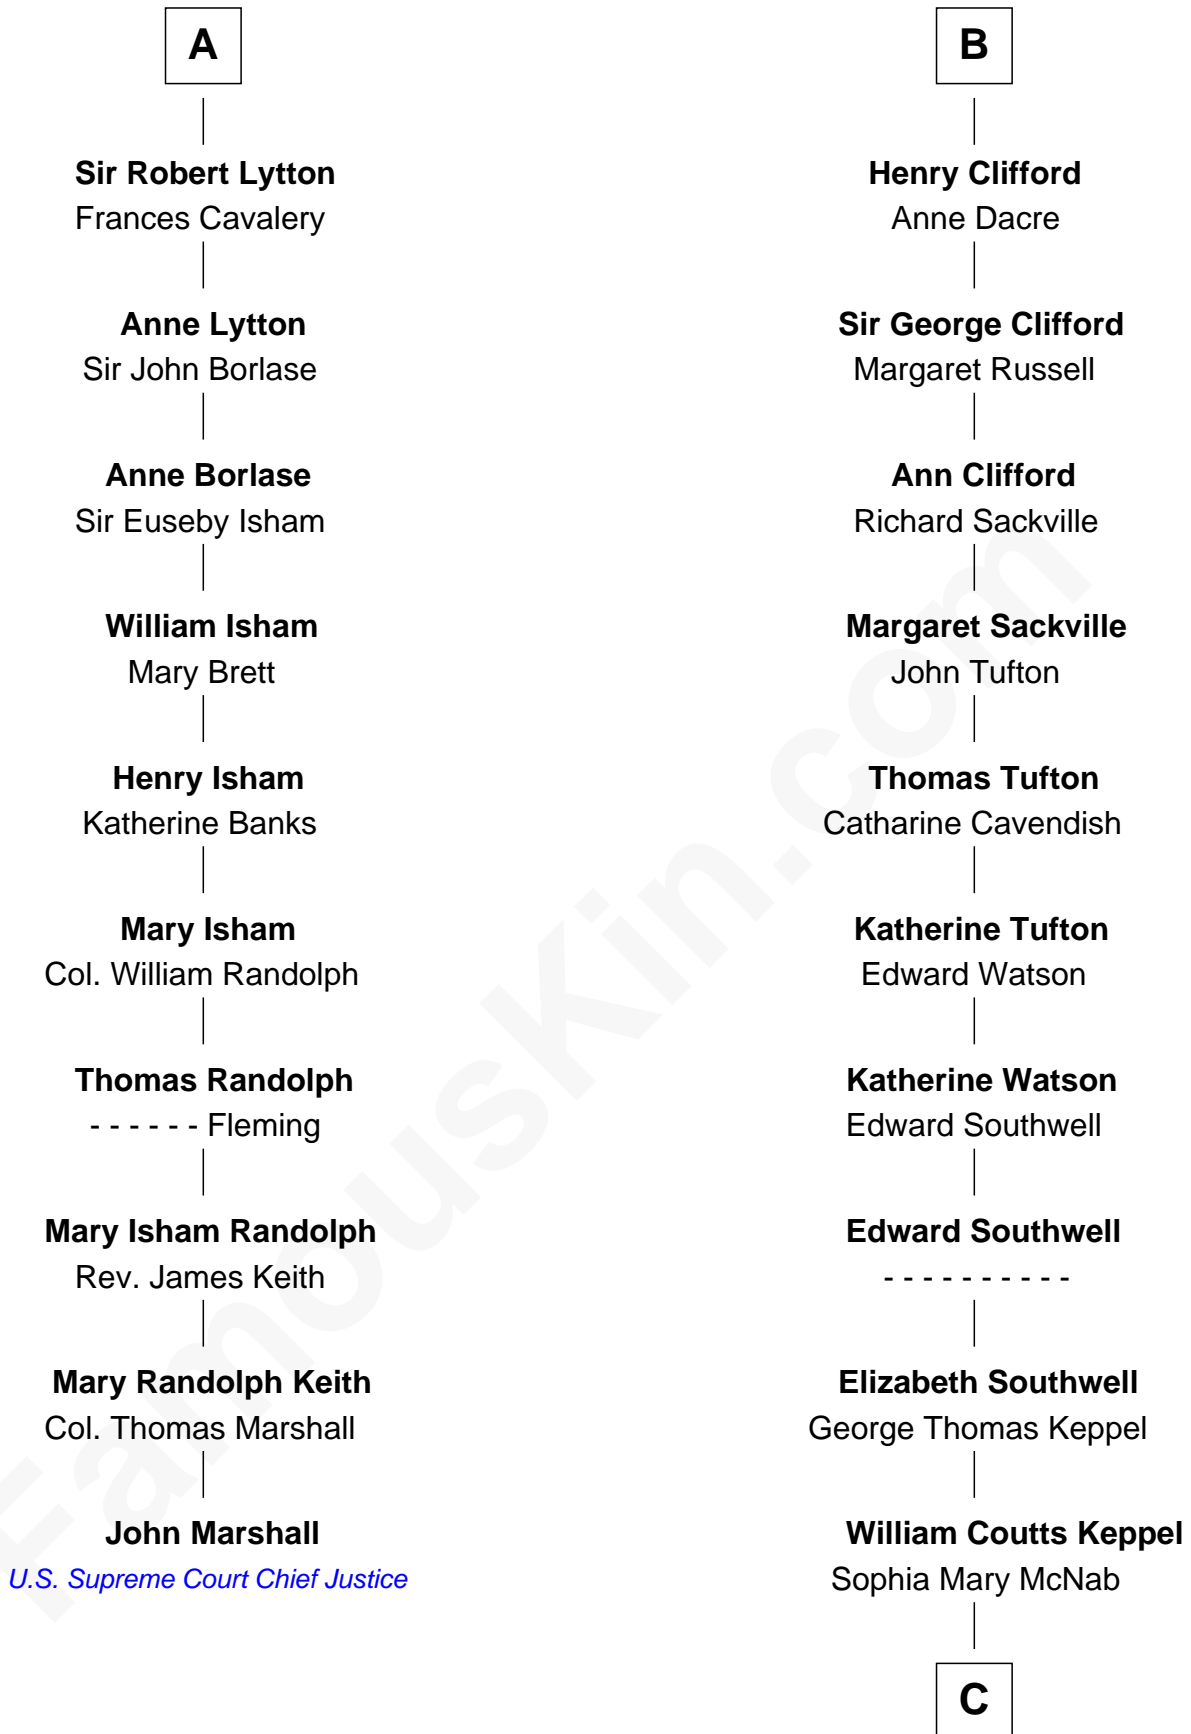 A
Sir Robert Lytton
Frances Cavalery
Anne Lytton
Sir John Borlase
Anne Borlase
Sir Euseby Isham
William Isham
Mary Brett
Henry Isham
Katherine Banks
Mary Isham
Col. William Randolph
Thomas Randolph
- - - - - - Fleming
Mary Isham Randolph
Rev. James Keith
Mary Randolph Keith
Col. Thomas Marshall
John Marshall
U.S. Supreme Court Chief Justice
B
Henry Clifford
Anne Dacre
Sir George Clifford
Margaret Russell
Ann Clifford
Richard Sackville
Margaret Sackville
John Tufton
Thomas Tufton
Catharine Cavendish
Katherine Tufton
Edward Watson
Katherine Watson
Edward Southwell
Edward Southwell
- - - - - - - - - -
Elizabeth Southwell
George Thomas Keppel
William Coutts Keppel
Sophia Mary McNab
C
FamousKin.com